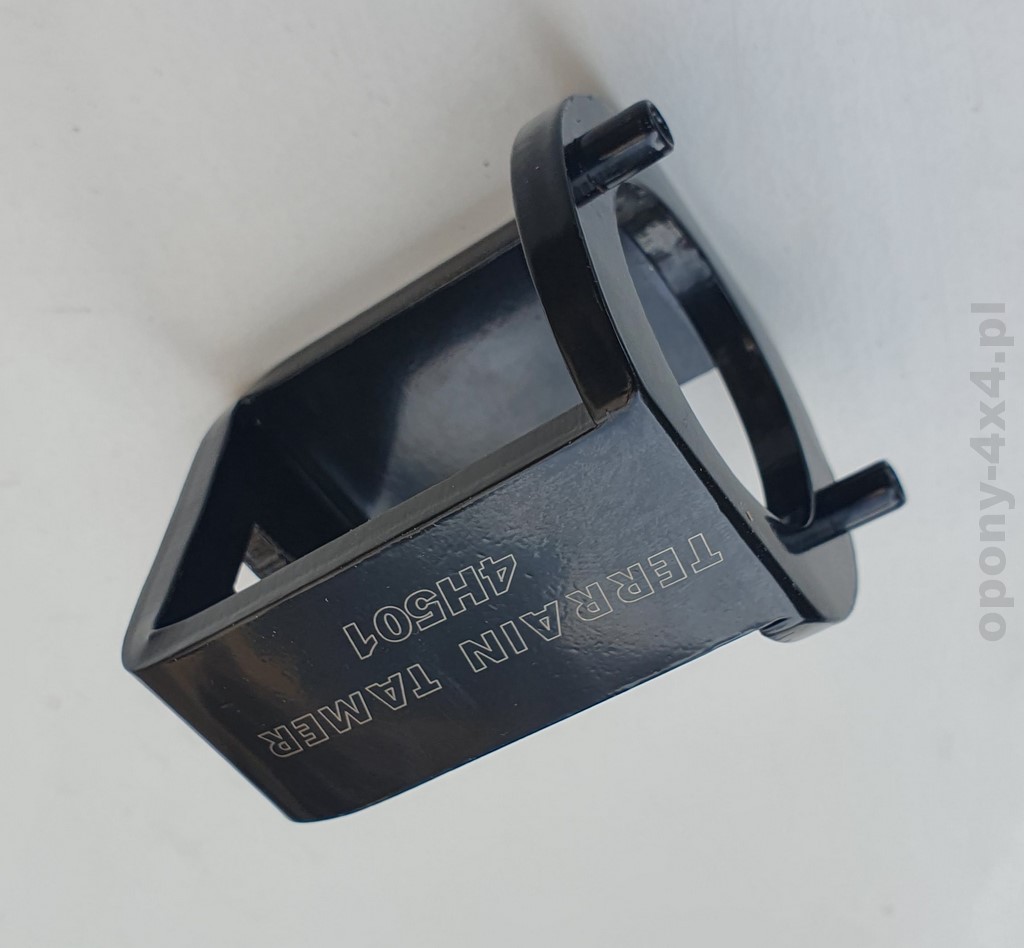 TERRAIN TAMER
4H501
opony-4x4.pl